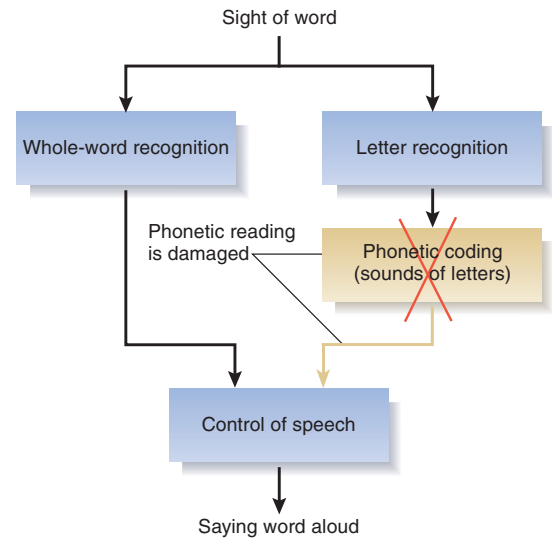 Sight of word
Whole-word recognition
Letter recognition
Phonetic reading
is damaged
Phonetic coding
(sounds of letters)
Control of speech
Saying word aloud